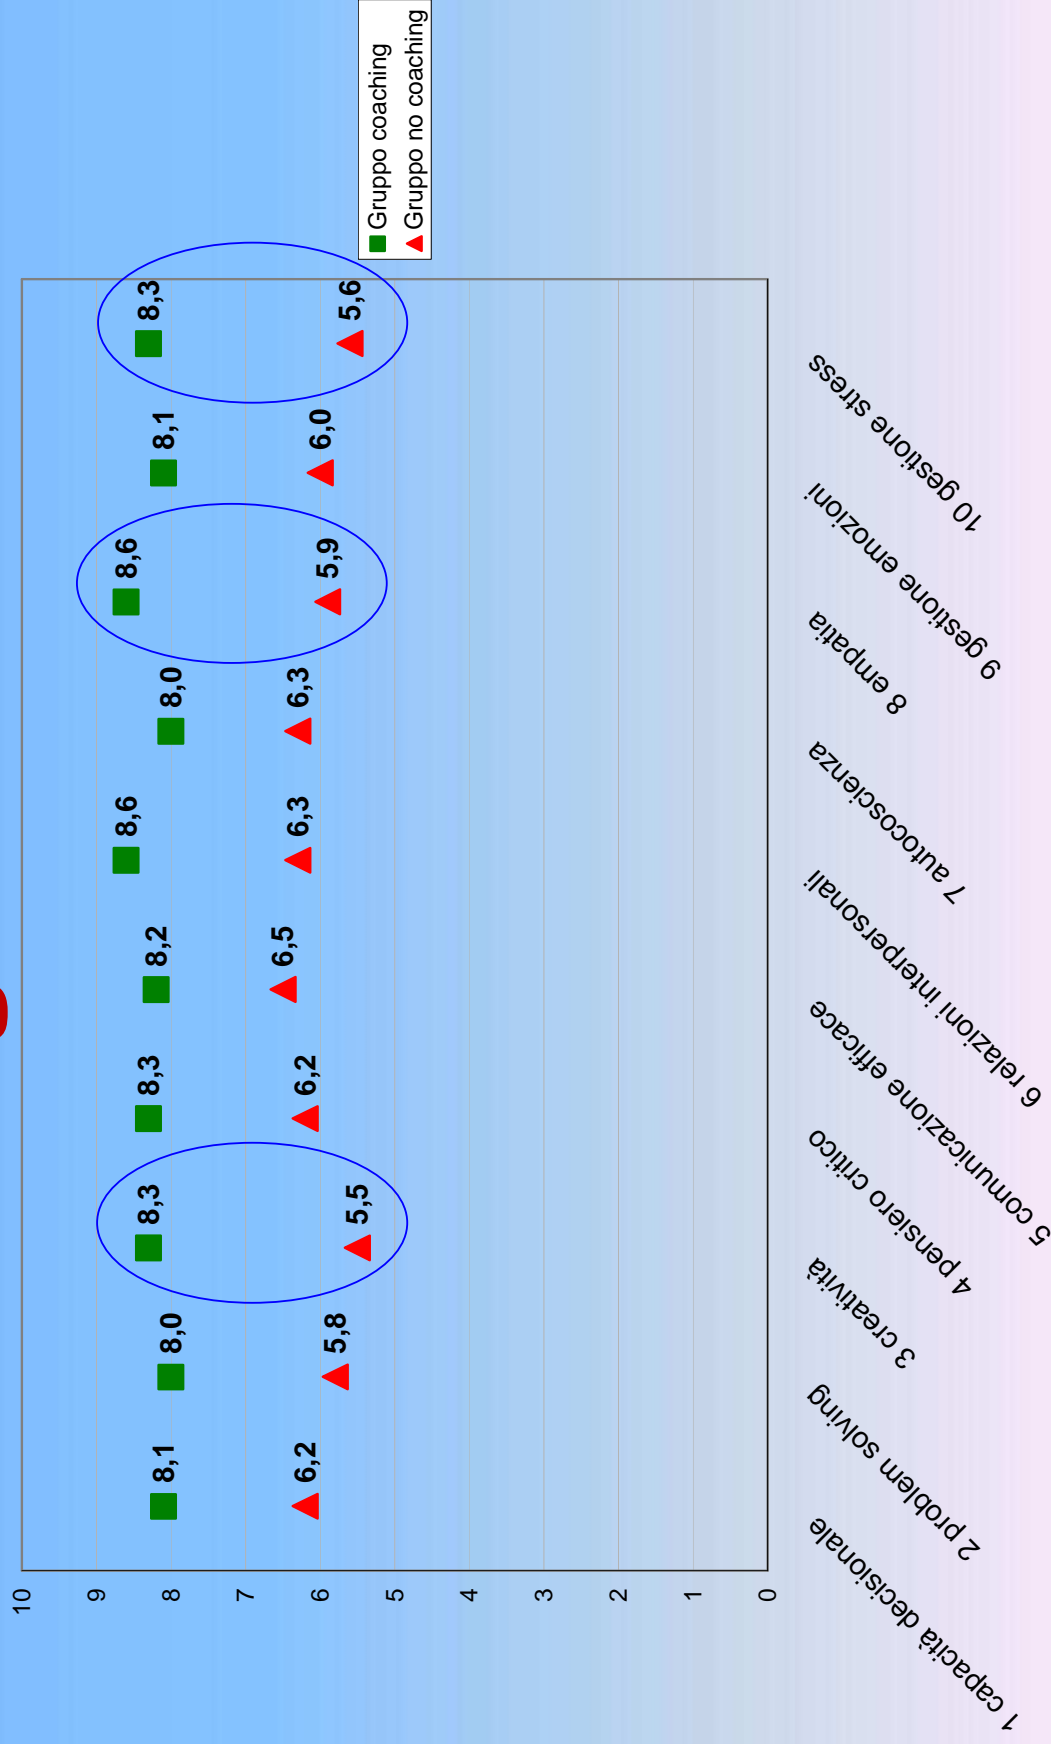 10
9
8
7
6
5
4
3
2
1
0
8,1
8,0
8,3
8,3
8,2
8,6
8,0
8,6
8,1
8,3
6,2
5,8
5,5
6,2
6,5
6,3
6,3
5,9
6,0
5,6
1 capacità decisionale
2 problem solving
3 creatività
4 pensiero critico
5 comunicazione efficace
6 relazioni interpersonali
7 autocoscienza
8 empatia
9 gestione emozioni
10 gestione stress
Gruppo coaching
Gruppo no coaching